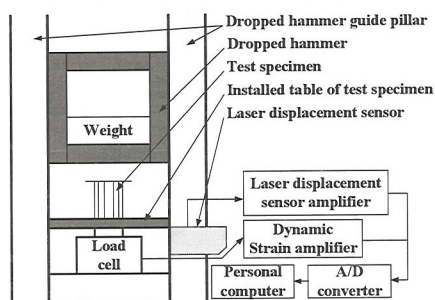 Dropped hammer guide pillar
Dropped hammer
Test specimen
Installed table of test specimen
Laser displacement sensor
Weight
Load
cell
Laser displacement
sensor amplifier
Dynamic
Strain amplifier
Personal
computer
A/D
converter